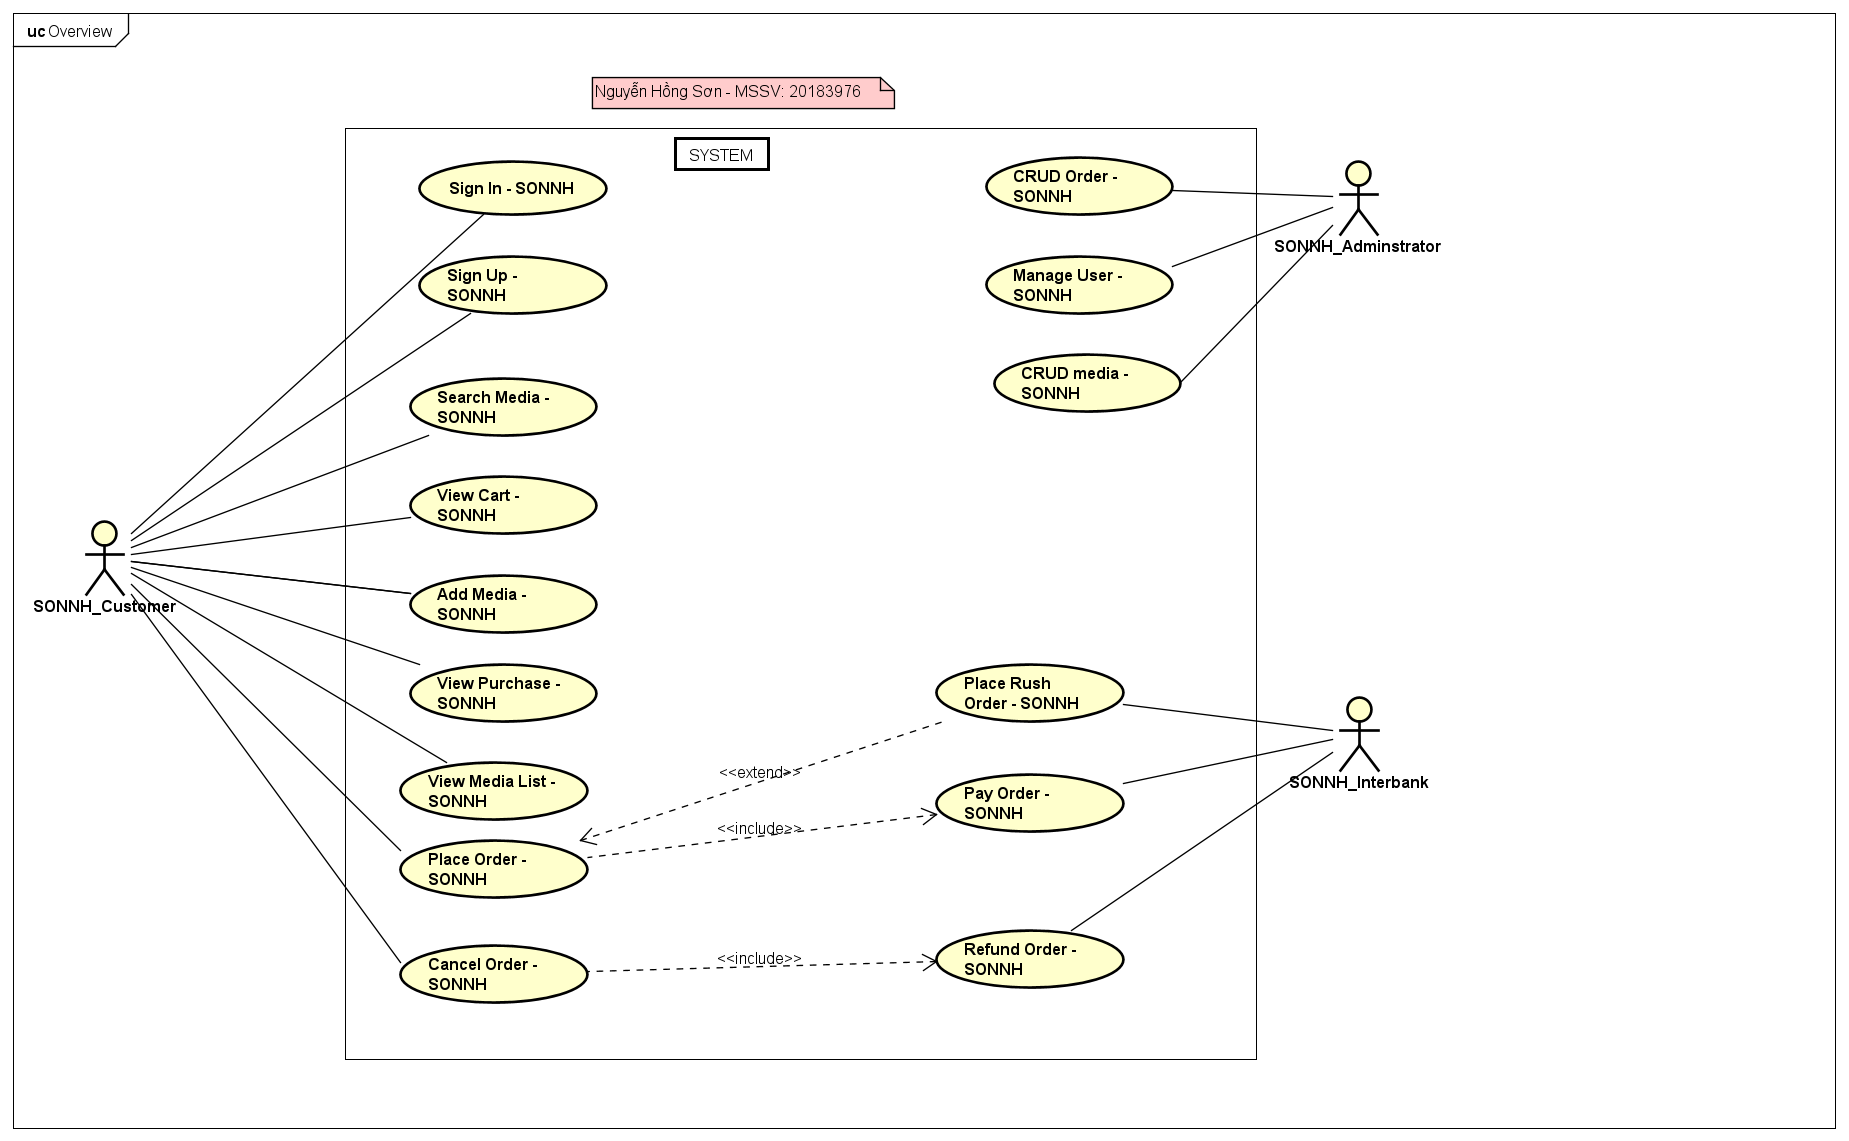 uc Overview
Nguyễn Hồng Sơn - MSSV: 20183976
SYSTEM
Sign In - SONNH
CRUD Order -
SONNH
SONNH_Adminstrator
Sign Up -
SONNH
Manage User -
SONNH
Search Media -
SONNH
CRUD media -
SONNH
View Cart -
SONNH
SONNH_Customer
Add Media -
SONNH
View Purchase -
SONNH
Place Rush
Order - SONNH
SONNH_Interbank
<<extend>>
View Media List -
SONNH
Pay Order -
SONNH
<<include>>
Place Order -
SONNH
Cancel Order -
SONNH
<<include>>
Refund Order -
SONNH